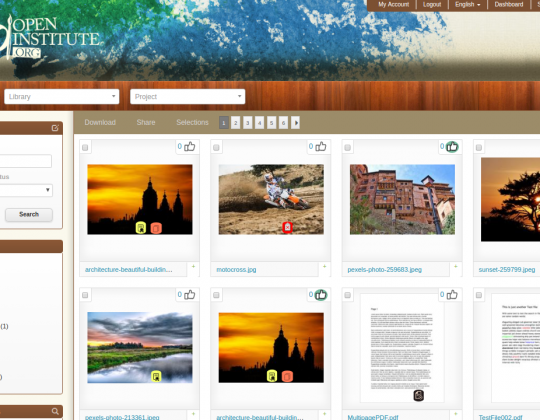 My Account
Logout
English
Dashboard
OPEN
INSTITUTE
.ORG
Library
Project
Download
Share
Selections
1
2
3
4
5
6
Search
0
0
0
architecture-beautiful-buildin...
+
motocross.jpg
+
pexels-photo-259683.jpeg
+
sunset-259799.jpeg
(1)
0
0
0
pexels-photo-213361.jpeg
architecture-beautiful-buildin...
MultipagePDF.pdf
TestFile002.pdf